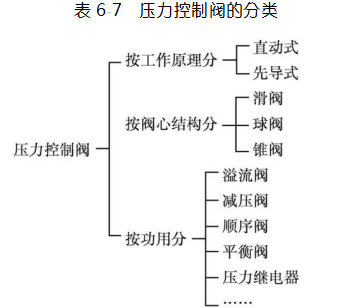 表 6-7 压力控制阀的分类
压力控制阀
按工作原理分
直动式
先导式
按阀心结构分
滑阀
球阀
锥阀
按功用分
溢流阀
减压阀
顺序阀
平衡阀
压力继电器
……